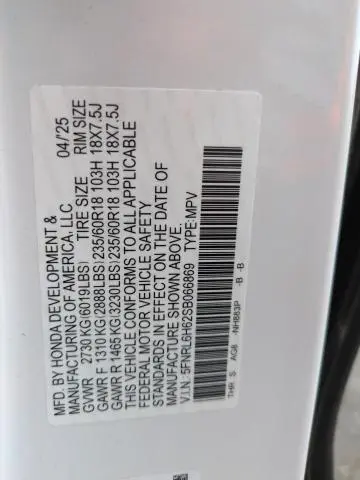 MFD. BY HONDA DEVELOPMENT &
MANUFACTURING OF AMERICA, LLC 04/'25
GVWR 2730 KG (6019LBS) TIRE SIZE RIM SIZE
GAWR F 1310 KG (2888LBS) 235/60R18 103H 18X7.5J
GAWR R 1465 KG (3230LBS) 235/60R18 103H 18X7.5J
THIS VEHICLE CONFORMS TO ALL APPLICABLE
FEDERAL MOTOR VEHICLE SAFETY
STANDARDS IN EFFECT ON THE DATE OF
MANUFACTURE SHOWN ABOVE.
V.I.N. 5FNRL6H62SB066869 TYPE: MPV
THR S AG8 -NH883P -B -B